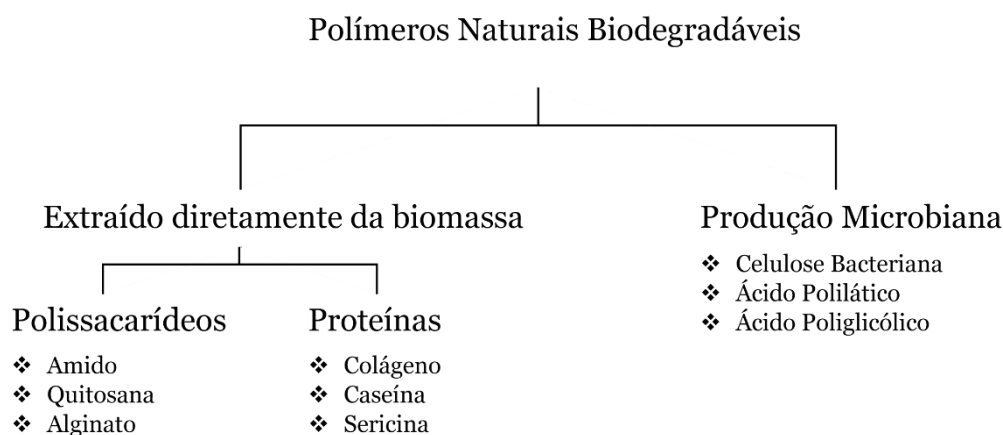 Polímeros Naturais Biodegradáveis
Extraído diretamente da biomassa
Polissacarídeos
❖ Amido
❖ Quitosana
❖ Alginato
Proteínas
❖ Colágeno
❖ Caseína
❖ Sericina
Produção Microbiana
❖ Celulose Bacteriana
❖ Ácido Polilático
❖ Ácido Poliglicólico